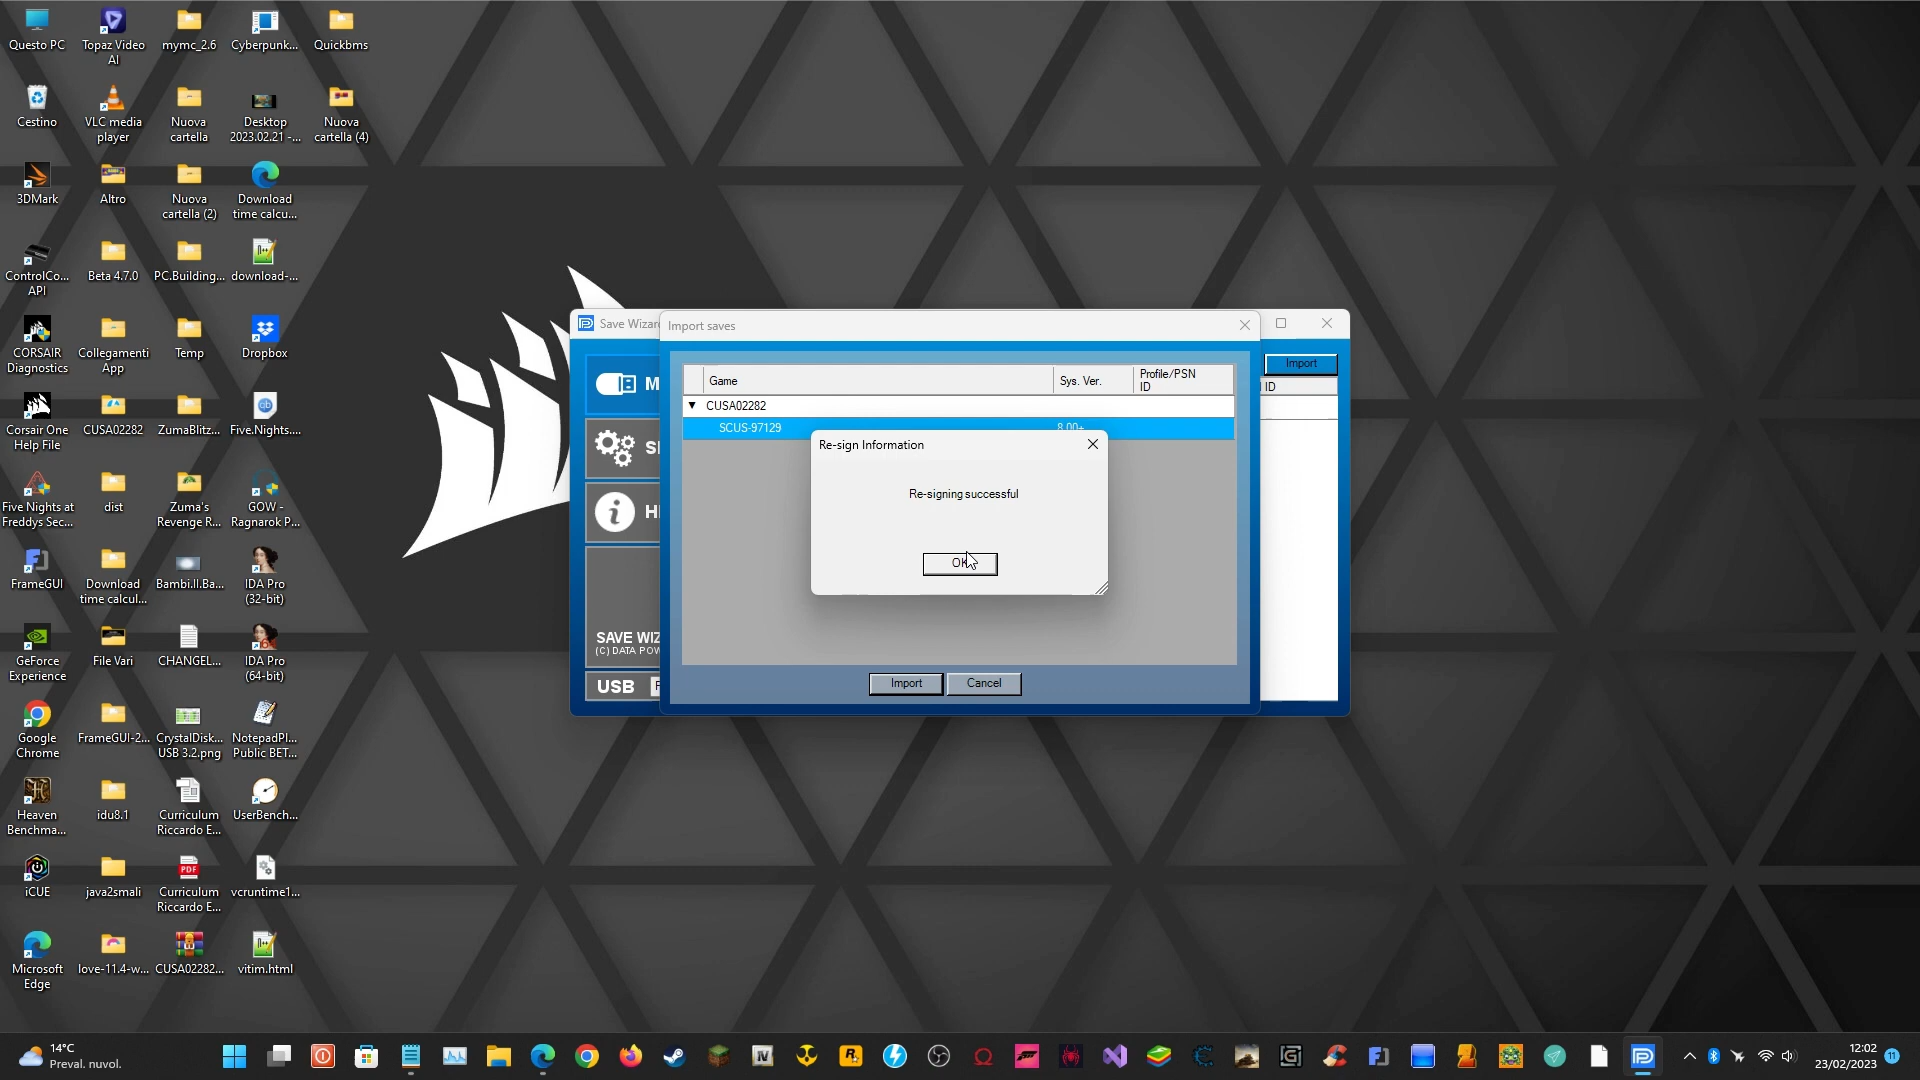 Questo PC
Topaz Video
AI
mymc_2.6
Cyberpunk...
Quickbms
Cestino
VLC media
player
Nuova
cartella
Desktop
2023.02.21 -...
Nuova
cartella (4)
3DMark
Altro
Nuova
cartella (2)
Download
time calcu...
ControlCo...
API
Beta 4.7.0
PC.Building...
download-...
CORSAIR
Diagnostics
Collegamenti
App
Temp
Dropbox
Corsair One
Help File
CUSA02282
ZumaBlitz...
Five.Nights....
Five Nights at
Freddys Sec...
dist
Zuma's
Revenge R...
GOW -
Ragnarok P...
FrameGUI
Download
time calcul...
Bambi.II.Ba...
IDA Pro
(32-bit)
GeForce
Experience
File Vari
CHANGEL...
IDA Pro
(64-bit)
Google
Chrome
FrameGUI-2...
CrystalDisk...
USB 3.2.png
NotepadPl...
Public BET...
Heaven
Benchma...
idu8.1
Curriculum
Riccardo E...
UserBench...
iCUE
java2smali
Curriculum
Riccardo E...
vcruntime1...
Microsoft
Edge
love-11.4-w...
CUSA02282...
vitim.html
Save Wizar
Import saves
Import
Game
Sys. Ver.
Profile/PSN
ID
ID
CUSA02282
SCUS-97129
8.00+
M
H
Re-sign Information
Re-signing successful
OK
SAVE WIZ
(C) DATA POW
USB
Import
Cancel
14°C
Preval. nuvol.
12:02
23/02/2023
11